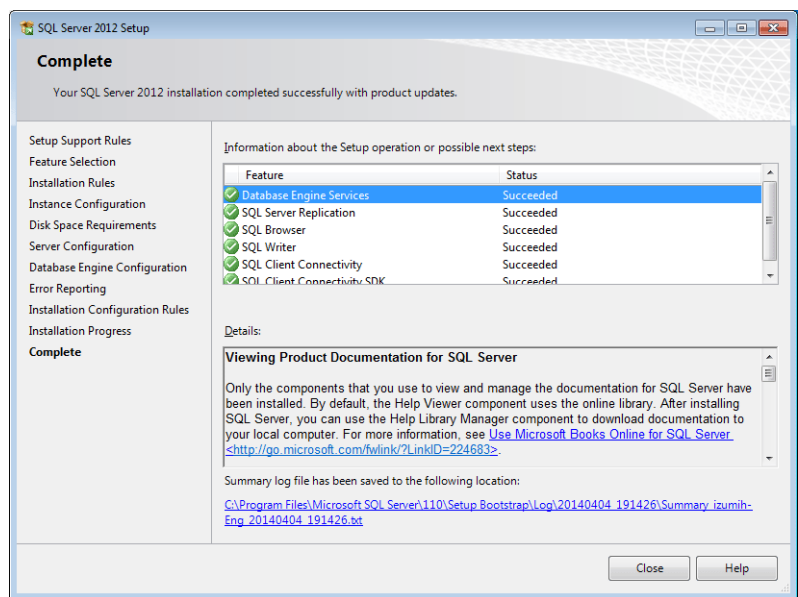 SQL Server 2012 Setup
Complete
Your SQL Server 2012 installation completed successfully with product updates.
Setup Support Rules
Feature Selection
Installation Rules
Instance Configuration
Disk Space Requirements
Server Configuration
Database Engine Configuration
Error Reporting
Installation Configuration Rules
Installation Progress
Complete
Information about the Setup operation or possible next steps:
Feature Status
Database Engine Services Succeeded
SQL Server Replication Succeeded
SQL Browser Succeeded
SQL Writer Succeeded
SQL Client Connectivity Succeeded
SQL Client Connectivity SDK Succeeded
Details:
Viewing Product Documentation for SQL Server
Only the components that you use to view and manage the documentation for SQL Server have
been installed. By default, the Help Viewer component uses the online library. After installing
SQL Server, you can use the Help Library Manager component to download documentation to
your local computer. For more information, see Use Microsoft Books Online for SQL Server
<http://go.microsoft.com/fwlink/?LinkID=224683>.
Summary log file has been saved to the following location:
C:\Program Files\Microsoft SQL Server\110\Setup Bootstrap\Log\20140404_191426\Summary_izumih-
Eng_20140404_191426.txt
Close Help